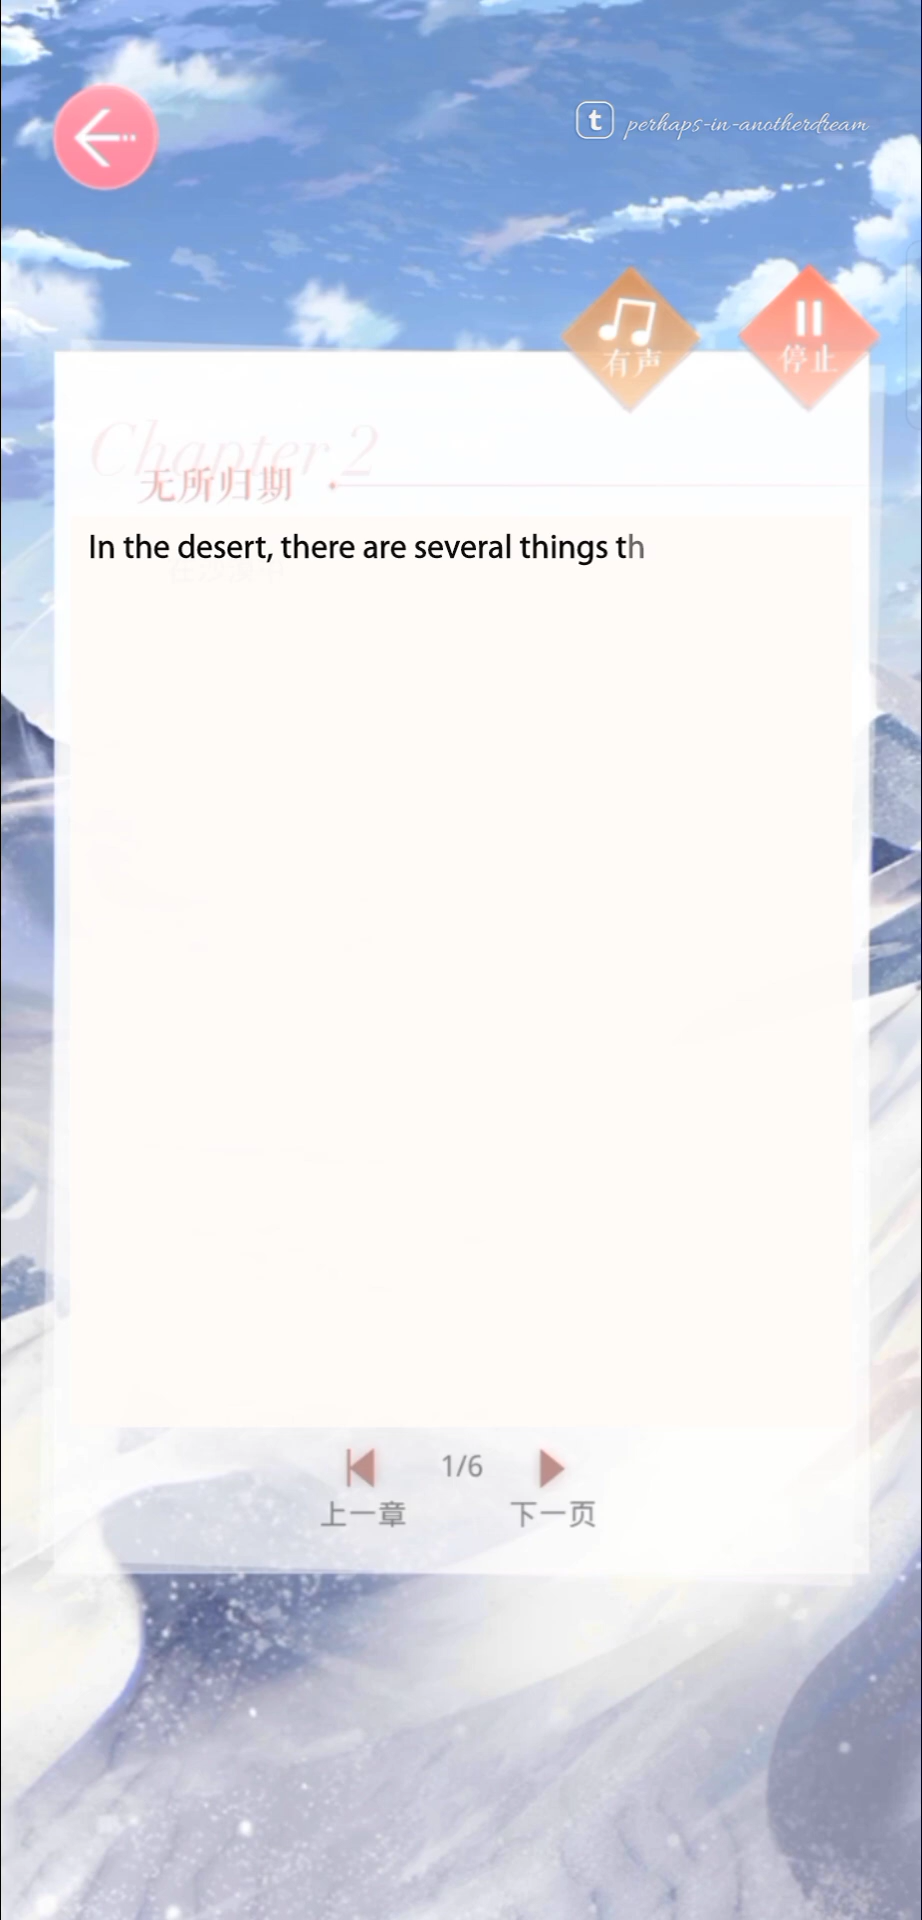 t perhaps-in-anotherdream
有声
停止
Chapter 2
无所归期
In the desert, there are several things th
1/6
上一章
下一页